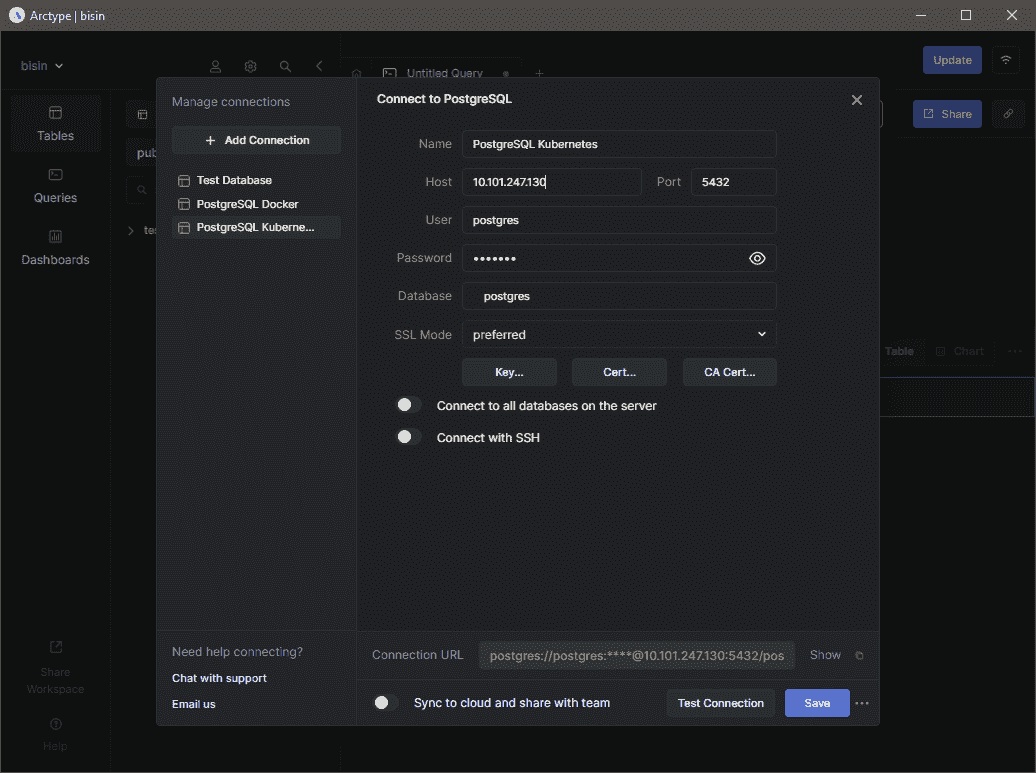 Arctype | bisin
bisin
Untitled Query
Update
Tables
Share
pub
Queries
tes
Dashboards
Table
Chart
Share
Workspace
Help
Manage connections
Add Connection
Test Database
PostgreSQL Docker
PostgreSQL Kuberne...
Need help connecting?
Chat with support
Email us
Connect to PostgreSQL
Name PostgreSQL Kubernetes
Host 10.101.247.130 Port 5432
User postgres
Password •••••••
Database postgres
SSL Mode preferred
Key... Cert... CA Cert...
Connect to all databases on the server
Connect with SSH
Connection URL postgres://postgres:****@10.101.247.130:5432/pos Show
Sync to cloud and share with team Test Connection Save